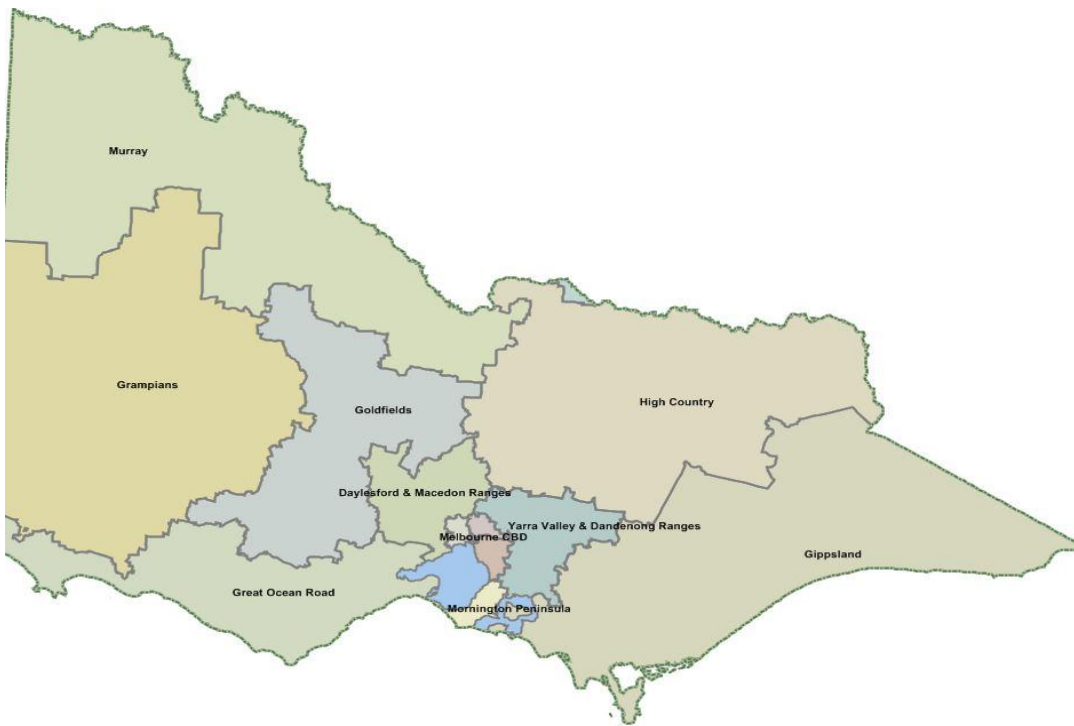 Murray
Grampians
Goldfields
High Country
Daylesford & Macedon Ranges
Yarra Valley & Dandenong Ranges
Melbourne CBD
Gippsland
Great Ocean Road
Mornington Peninsula